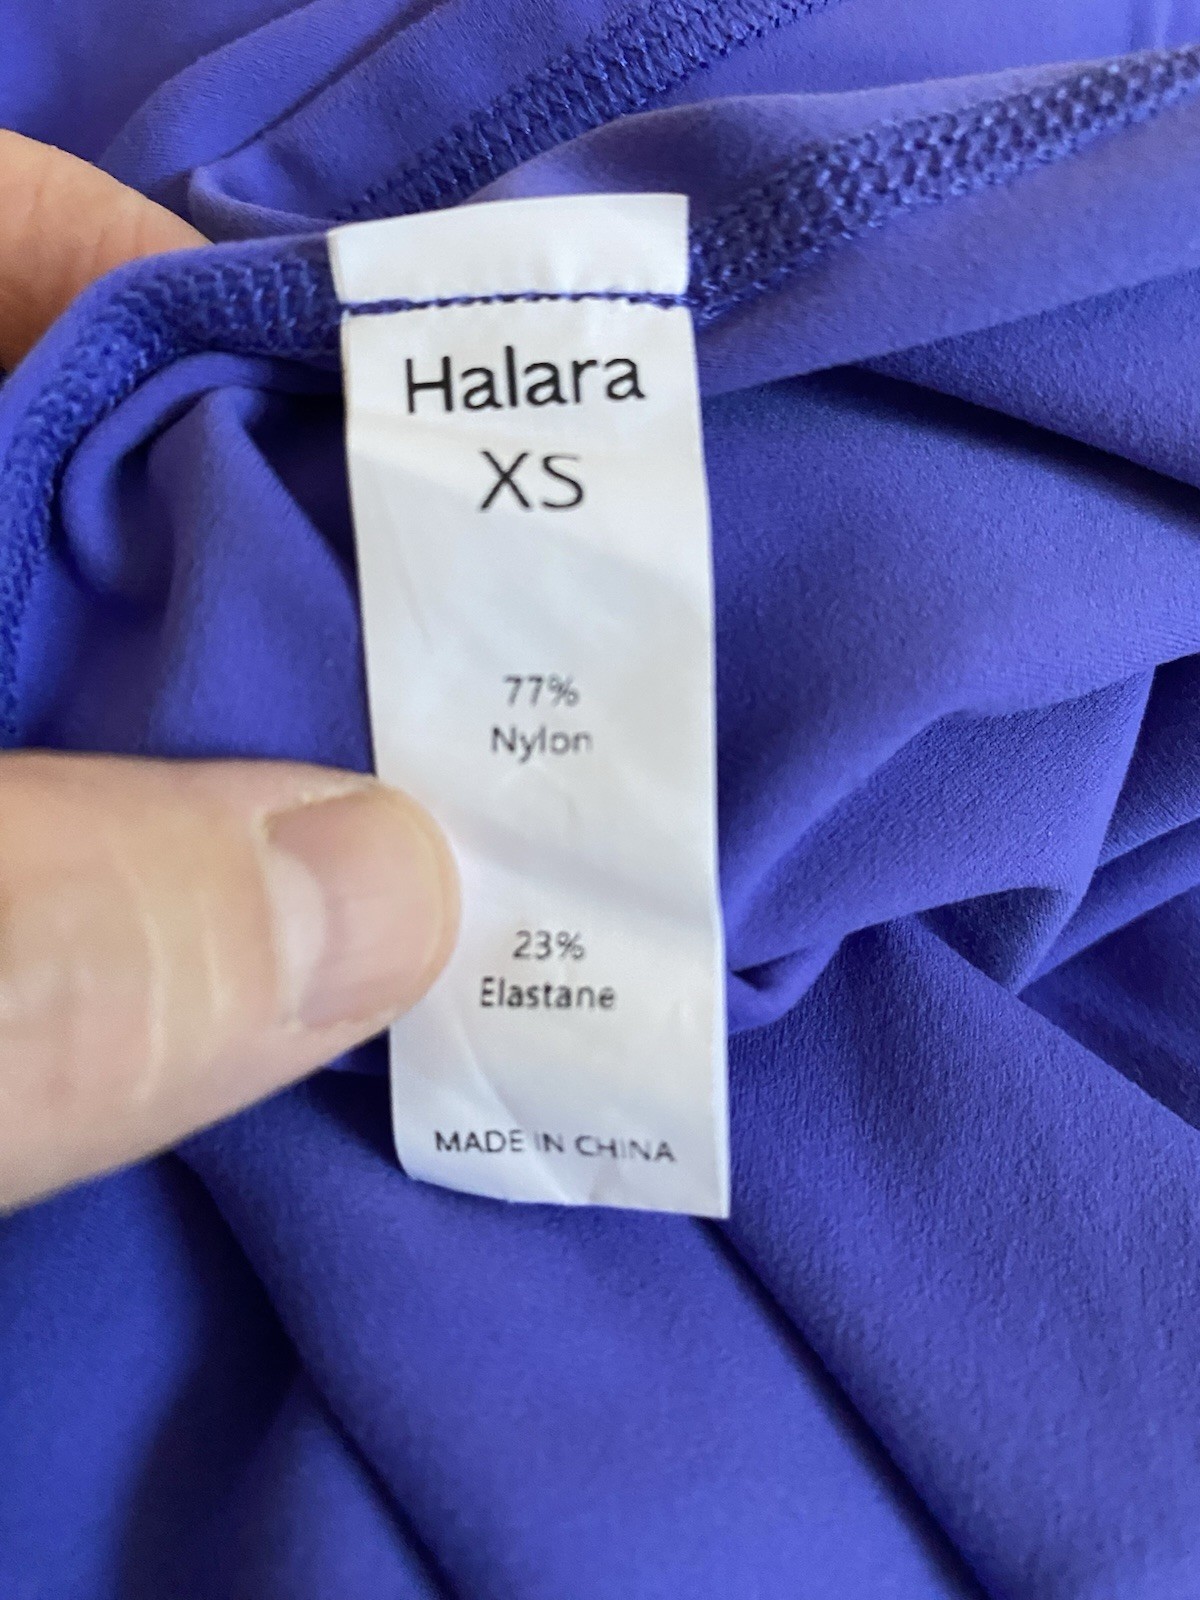 Halara
XS
77%
Nylon
23%
Elastane
MADE IN CHINA